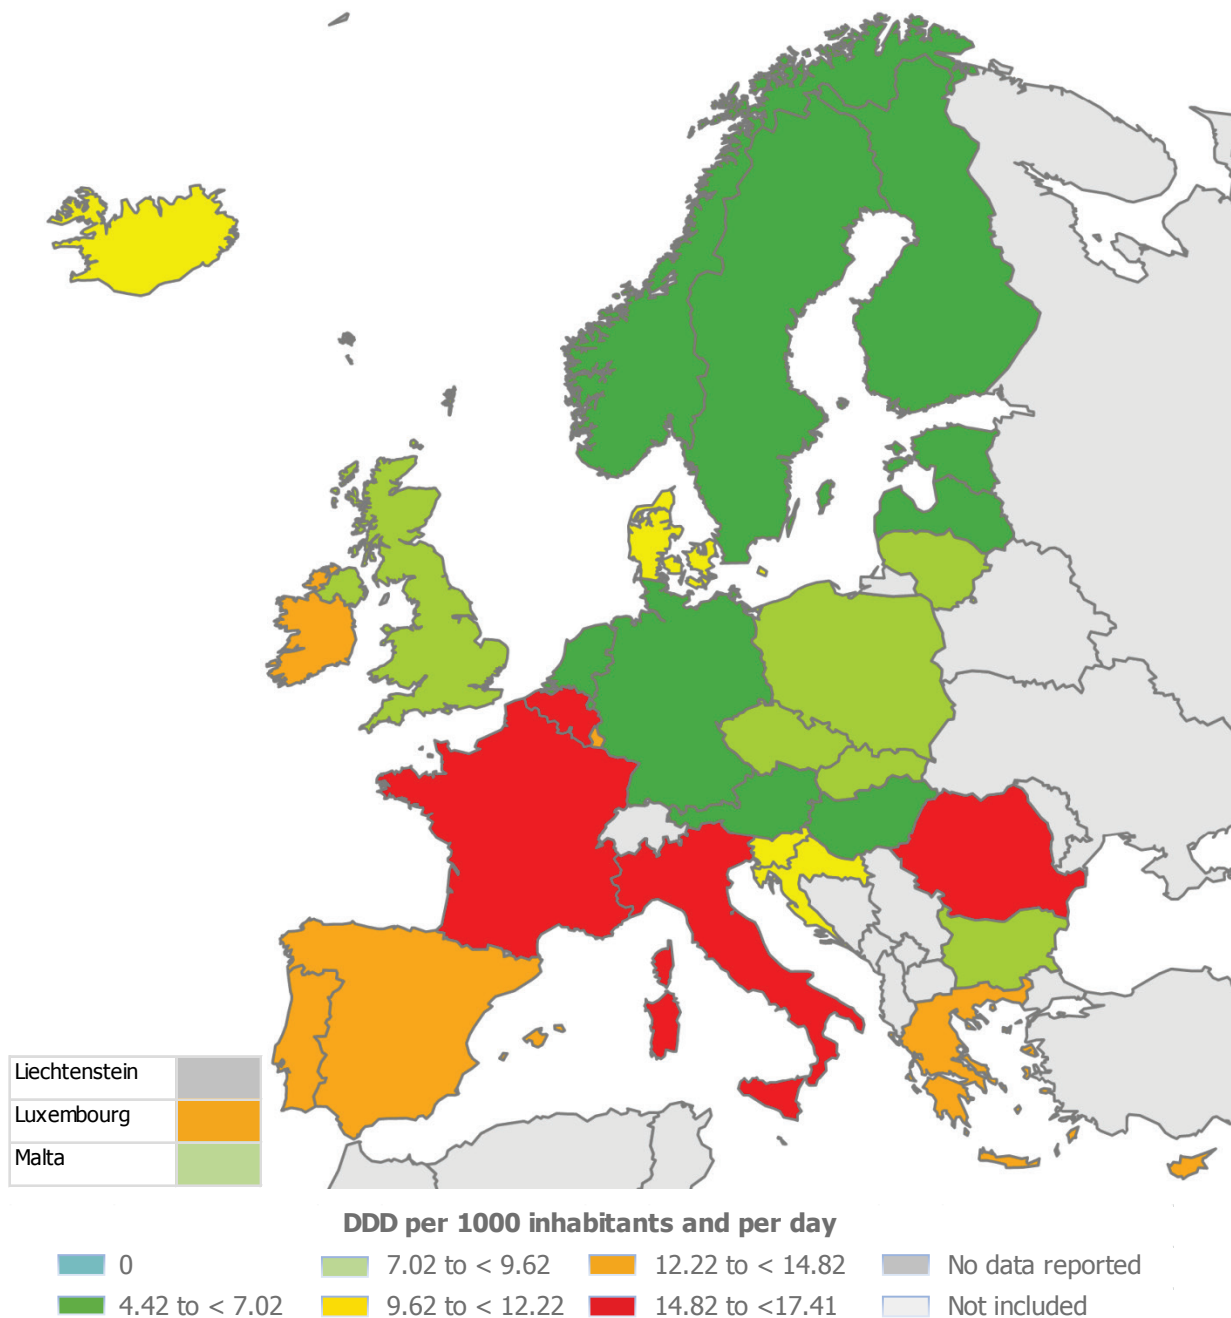 Liechtenstein
Luxembourg
Malta
DDD per 1000 inhabitants and per day
0
7.02 to < 9.62
12.22 to < 14.82
No data reported
4.42 to < 7.02
9.62 to < 12.22
14.82 to <17.41
Not included